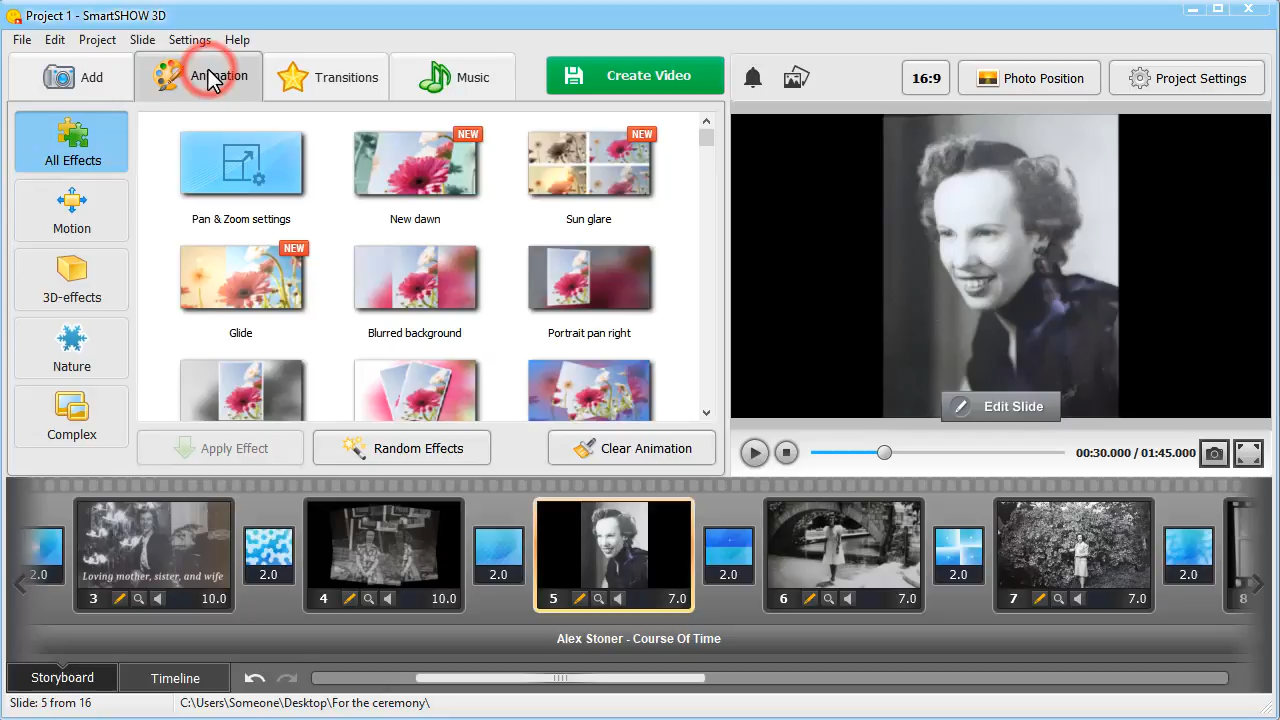 Project 1 - SmartSHOW 3D
File Edit Project Slide Settings Help
Add
Animation
Transitions
Music
Create Video
16:9
Photo Position
Project Settings
All Effects
Motion
3D-effects
Nature
Complex
NEW
NEW
Pan & Zoom settings
New dawn
Sun glare
NEW
Glide
Blurred background
Portrait pan right
Apply Effect
Random Effects
Clear Animation
Edit Slide
00:30.000 / 01:45.000
Loving mother, sister, and wife
2.0
3 10.0
2.0
4 10.0
2.0
5 7.0
2.0
6 7.0
2.0
7 7.0
2.0
8
Alex Stoner - Course Of Time
Storyboard
Timeline
Slide: 5 from 16
C:\Users\Someone\Desktop\For the ceremony\